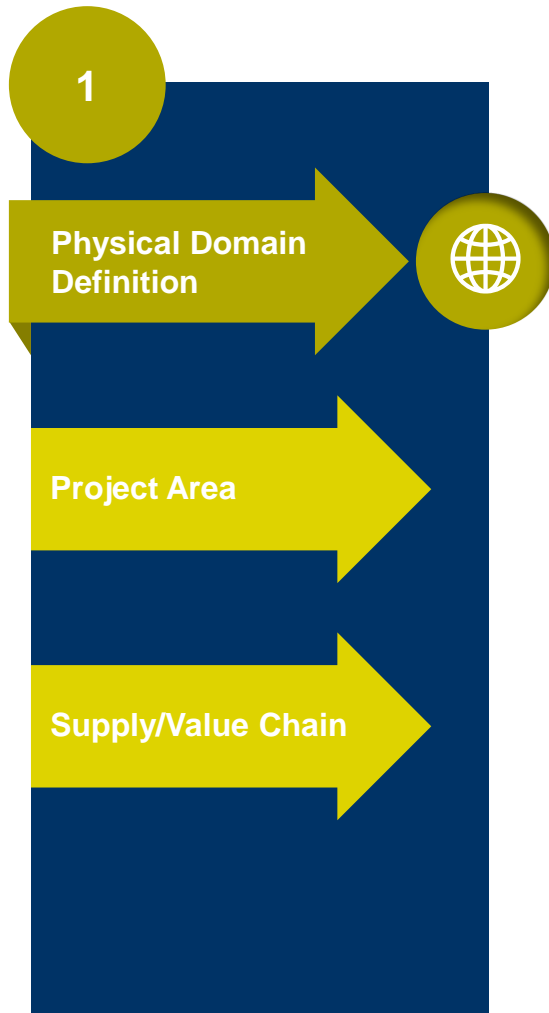 1
Physical Domain
Definition
Project Area
Supply/Value Chain